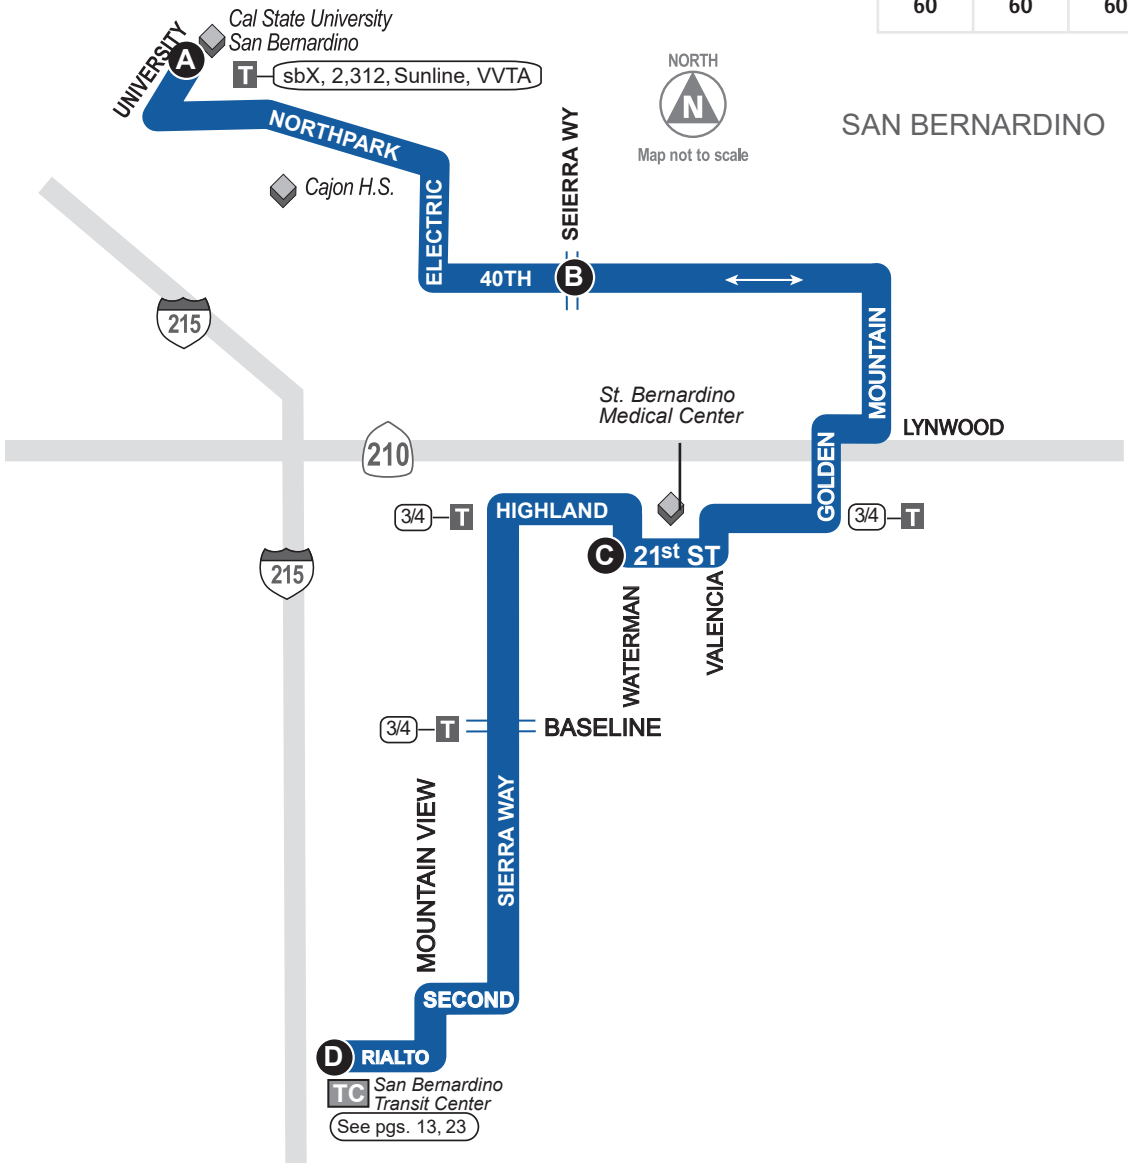 60 60 60
Cal State University
San Bernardino
UNIVERSITY
A
T sbX, 2,312, Sunline, VVTA
NORTH
N
Map not to scale
SAN BERNARDINO
NORTHPARK
SEIERRA WY
Cajon H.S.
ELECTRIC
40TH
B
215
MOUNTAIN
St. Bernardino
Medical Center
LYNWOOD
210
GOLDEN
3/4 T
HIGHLAND
3/4 T
C
21st ST
215
WATERMAN
VALENCIA
3/4 T
BASELINE
MOUNTAIN VIEW
SIERRA WAY
SECOND
D
RIALTO
TC San Bernardino
Transit Center
See pgs. 13, 23